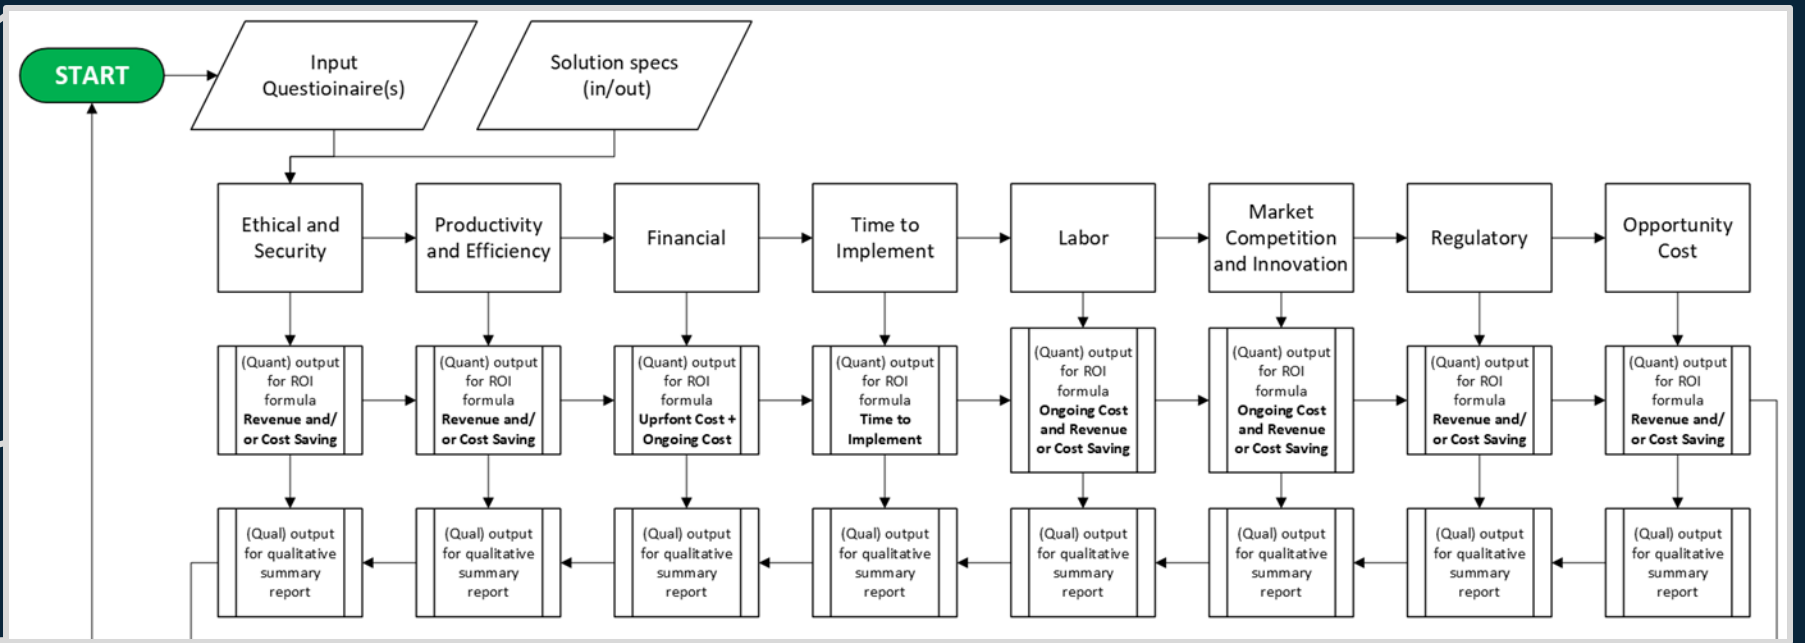 START
Input
Questioinaire(s)
Solution specs
(in/out)
Ethical and
Security
Productivity
and Efficiency
Financial
Time to
Implement
Labor
Market
Competition
and Innovation
Regulatory
Opportunity
Cost
(Quant) output
for ROI
formula
Revenue and/
or Cost Saving
(Quant) output
for ROI
formula
Revenue and/
or Cost Saving
(Quant) output
for ROI
formula
Uprfont Cost +
Ongoing Cost
(Quant) output
for ROI
formula
Time to
Implement
(Quant) output
for ROI
formula
Ongoing Cost
and Revenue
or Cost Saving
(Quant) output
for ROI
formula
Ongoing Cost
and Revenue
or Cost Saving
(Quant) output
for ROI
formula
Revenue and/
or Cost Saving
(Quant) output
for ROI
formula
Revenue and/
or Cost Saving
(Qual) output
for qualitative
summary
report
(Qual) output
for qualitative
summary
report
(Qual) output
for qualitative
summary
report
(Qual) output
for qualitative
summary
report
(Qual) output
for qualitative
summary
report
(Qual) output
for qualitative
summary
report
(Qual) output
for qualitative
summary
report
(Qual) output
for qualitative
summary
report